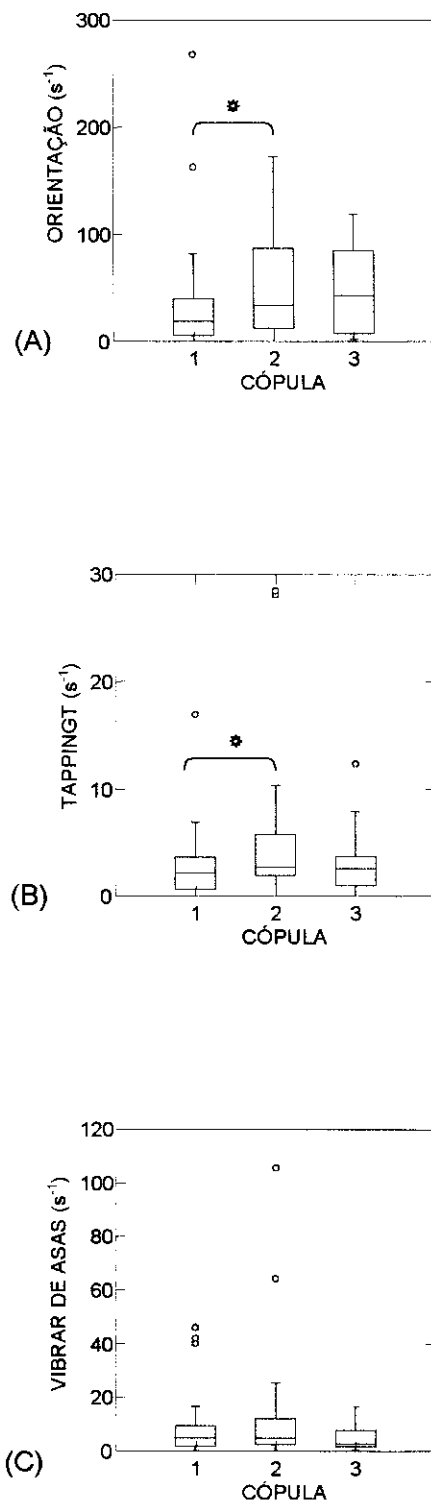 300
200
100
0
ORIENTAÇÃO (s⁻¹)
(A)
1 2 3
CÓPULA
30
20
10
0
TAPPINGT (s⁻¹)
(B)
1 2 3
CÓPULA
120
100
80
60
40
20
0
VIBRAR DE ASAS (s⁻¹)
(C)
1 2 3
CÓPULA